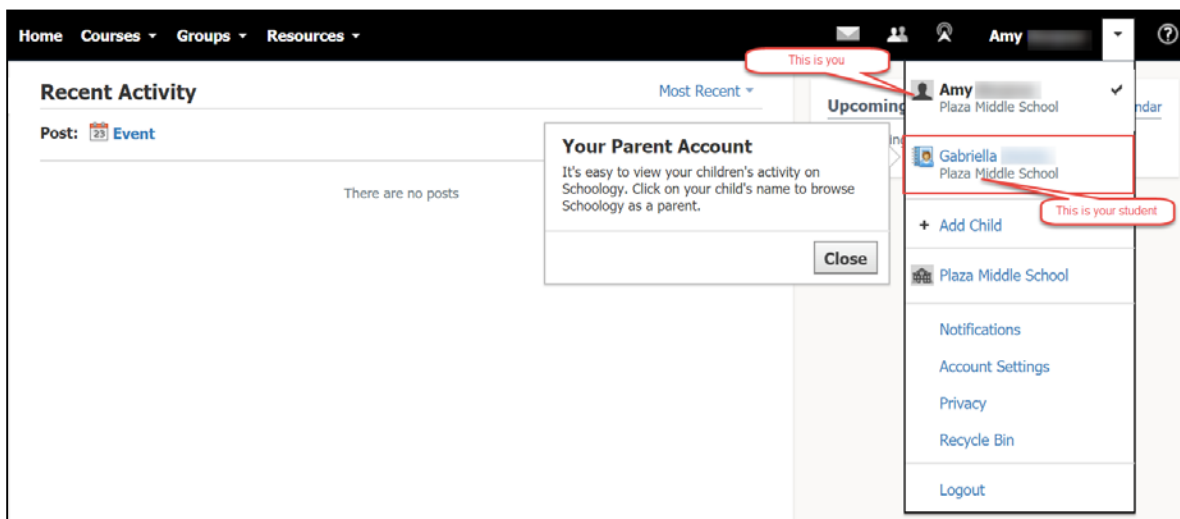 Home Courses Groups Resources Amy
This is you
Recent Activity
Most Recent
Post: 23 Event
There are no posts
Upcoming
ndar
Your Parent Account
It's easy to view your children's activity on
Schoology. Click on your child's name to browse
Schoology as a parent.
Close
Amy
Plaza Middle School
Gabriella
Plaza Middle School
This is your student
+ Add Child
Plaza Middle School
Notifications
Account Settings
Privacy
Recycle Bin
Logout